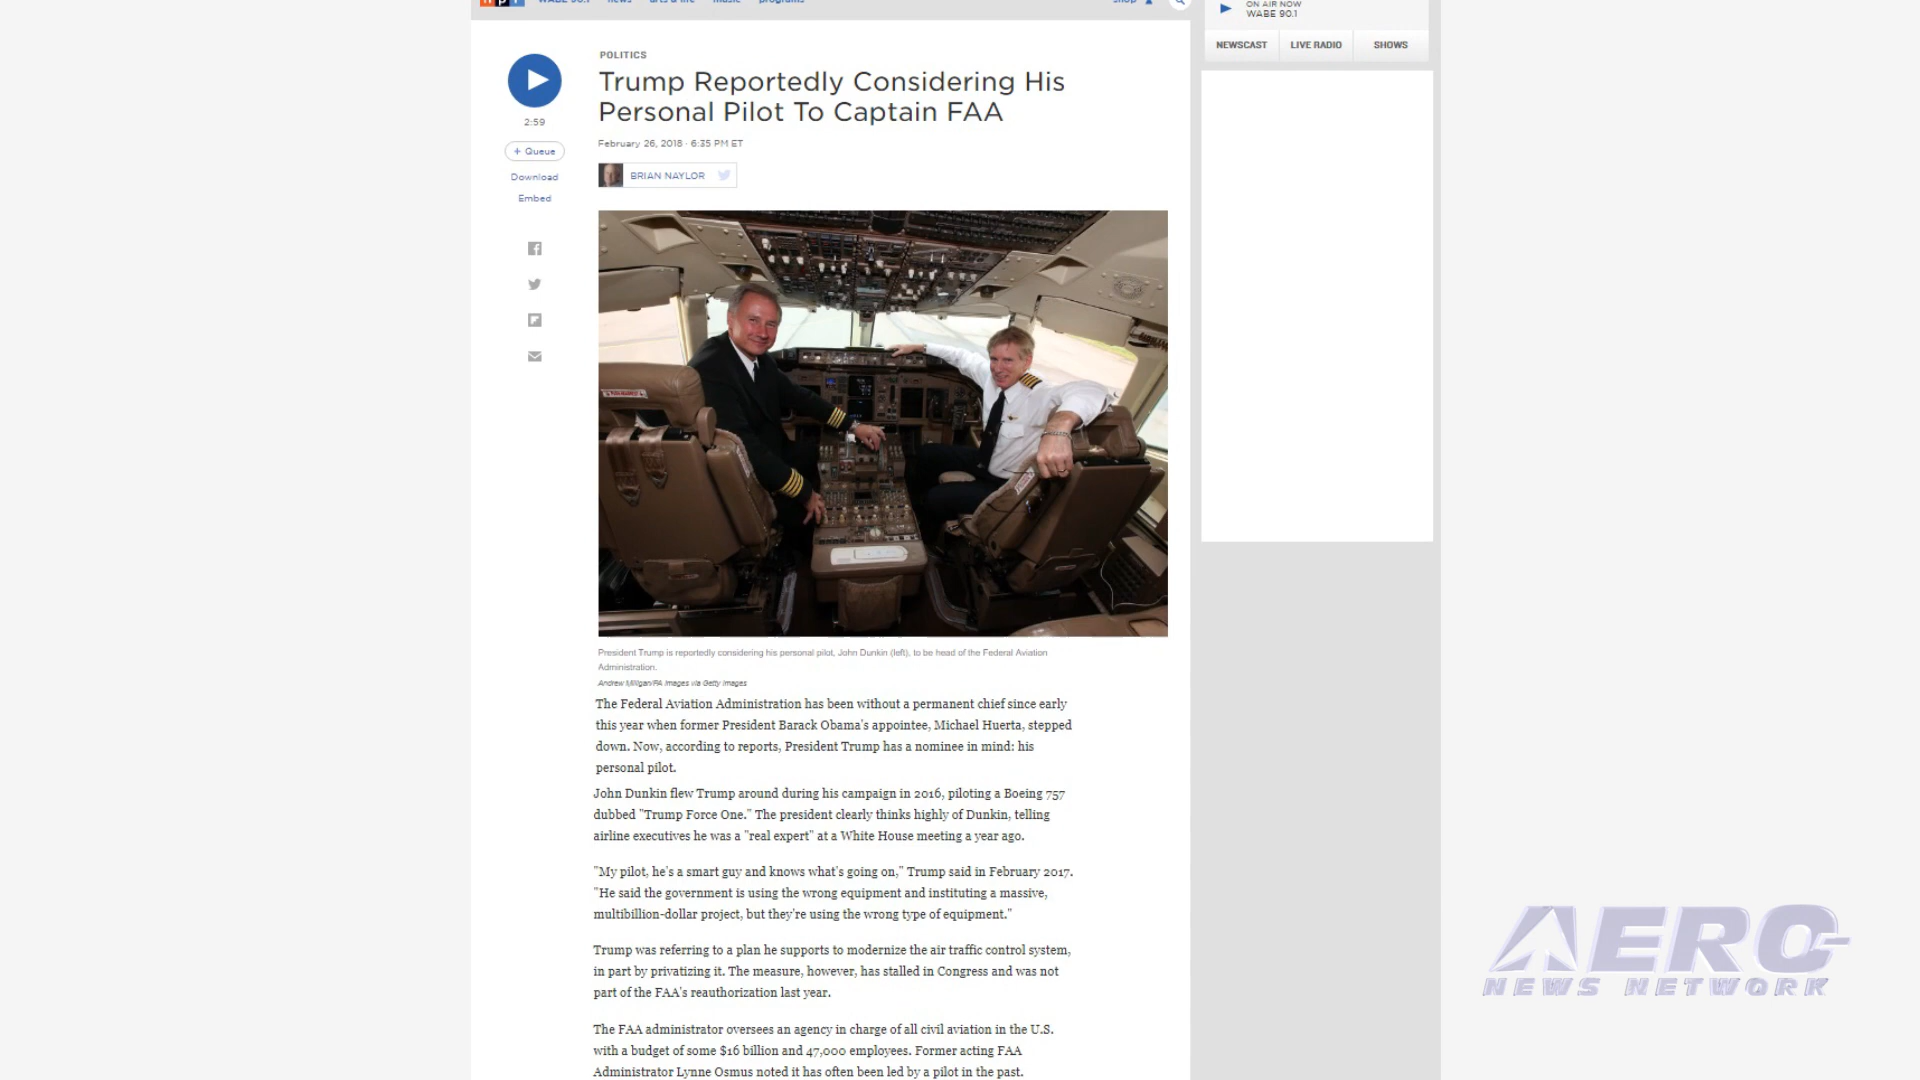 npr
WABE 90.1 news arts & life music programs
shop
ON AIR NOW
WABE 90.1
NEWSCAST LIVE RADIO SHOWS
POLITICS
Trump Reportedly Considering His
Personal Pilot To Captain FAA
2:59
February 26, 2018 · 6:35 PM ET
+ Queue
BRIAN NAYLOR
Download
Embed
President Trump is reportedly considering his personal pilot, John Dunkin (left), to be head of the Federal Aviation
Administration.
Andrew Milligan/PA Images via Getty Images
The Federal Aviation Administration has been without a permanent chief since early
this year when former President Barack Obama's appointee, Michael Huerta, stepped
down. Now, according to reports, President Trump has a nominee in mind: his
personal pilot.
John Dunkin flew Trump around during his campaign in 2016, piloting a Boeing 757
dubbed "Trump Force One." The president clearly thinks highly of Dunkin, telling
airline executives he was a "real expert" at a White House meeting a year ago.
"My pilot, he's a smart guy and knows what's going on," Trump said in February 2017.
"He said the government is using the wrong equipment and instituting a massive,
multibillion-dollar project, but they're using the wrong type of equipment."
Trump was referring to a plan he supports to modernize the air traffic control system,
in part by privatizing it. The measure, however, has stalled in Congress and was not
part of the FAA's reauthorization last year.
The FAA administrator oversees an agency in charge of all civil aviation in the U.S.
with a budget of some $16 billion and 47,000 employees. Former acting FAA
Administrator Lynne Osmus noted it has often been led by a pilot in the past.
AERO
NEWS NETWORK